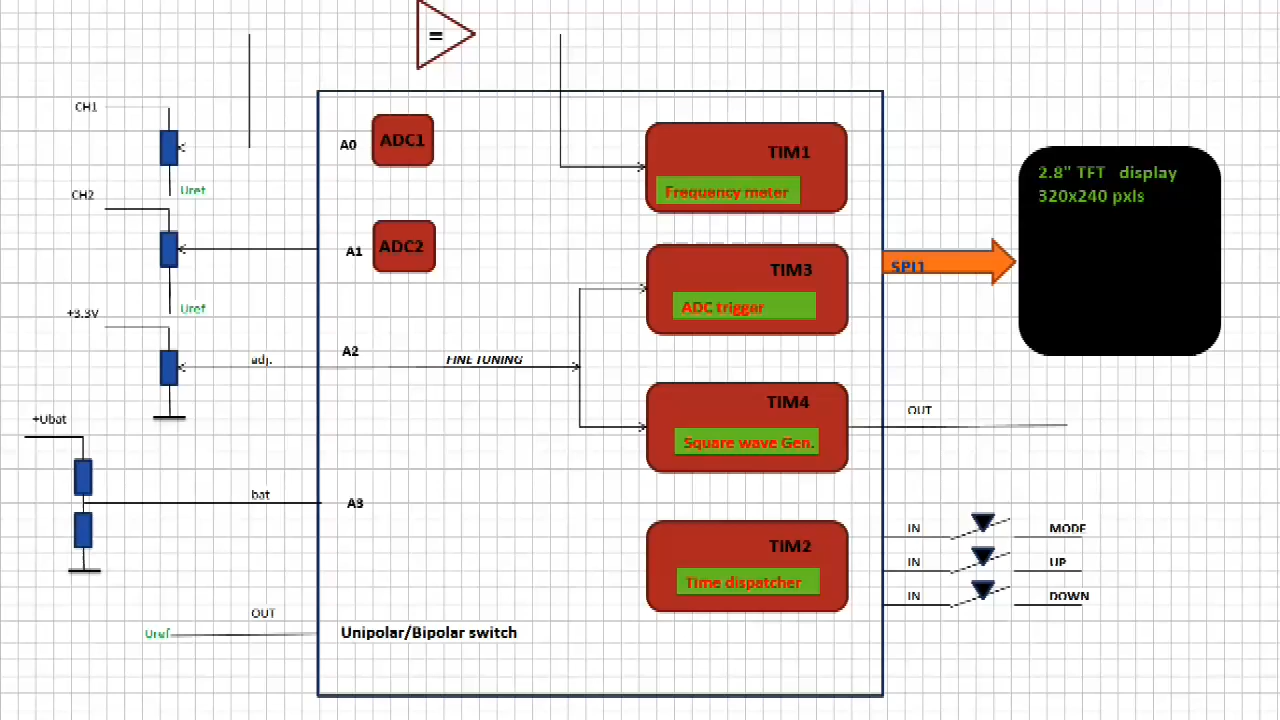 =
CH1
A0
ADC1
TIM1
Frequency meter
Uref
CH2
A1
ADC2
TIM3
ADC trigger
SPI1
2.8" TFT display
320x240 pxls
Uref
+3.3V
adj.
A2
FINE TUNING
TIM4
Square wave Gen.
OUT
+Ubat
bat
A3
TIM2
Time dispatcher
IN
MODE
IN
UP
IN
DOWN
OUT
Uref
Unipolar/Bipolar switch